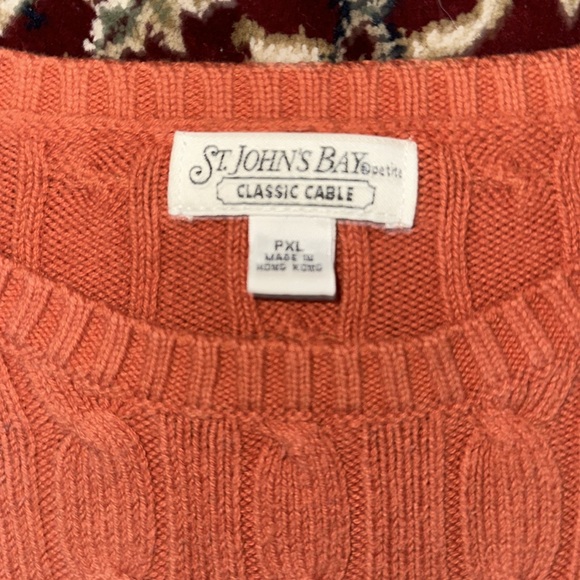 ST. JOHN'S BAY® petite
CLASSIC CABLE
PXL
MADE IN
HONG KONG